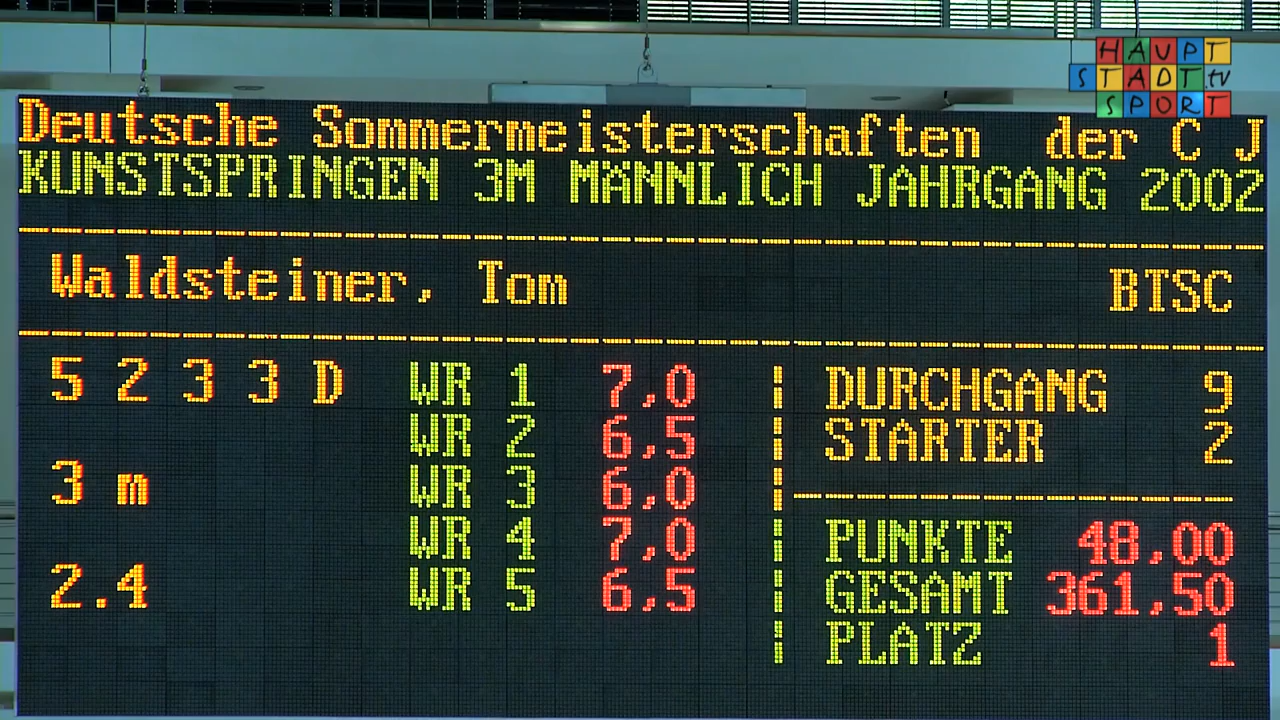 HAUPT
STADT.tv
SPORT
Deutsche Sommermeisterschaften der C J
KUNSTSPRINGEN 3M MÄNNLICH JAHRGANG 2002
Waldsteiner, Tom BTSC
5 2 3 3 D WR 1 7,0 DURCHGANG 9
WR 2 6,5 STARTER 2
3 m WR 3 6,0
WR 4 7,0 PUNKTE 48,00
2.4 WR 5 6,5 GESAMT 361,50
PLATZ 1